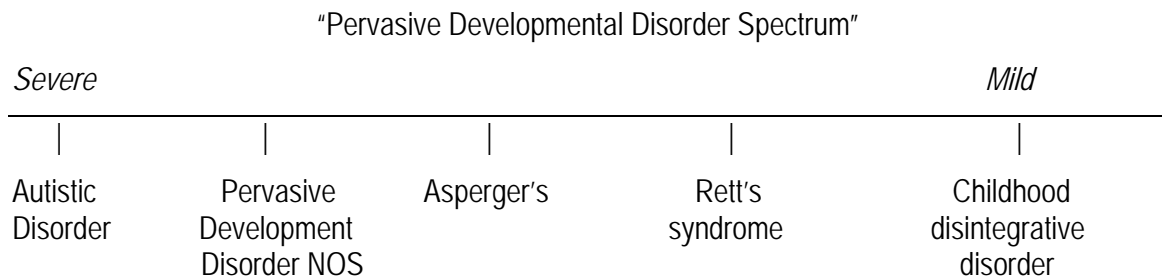 “Pervasive Developmental Disorder Spectrum”
Severe Mild
Autistic Disorder
Pervasive Development Disorder NOS
Asperger’s
Rett’s syndrome
Childhood disintegrative disorder